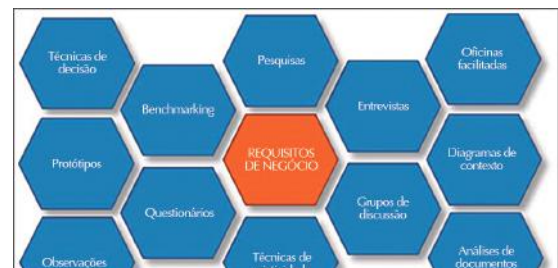 Técnicas de
decisão
Benchmarking
Pesquisas
Entrevistas
Oficinas
facilitadas
Protótipos
Questionários
REQUISITOS
DE NEGÓCIO
Grupos de
discussão
Diagramas de
contexto
Observações
Técnicas de
Análises de
documentos